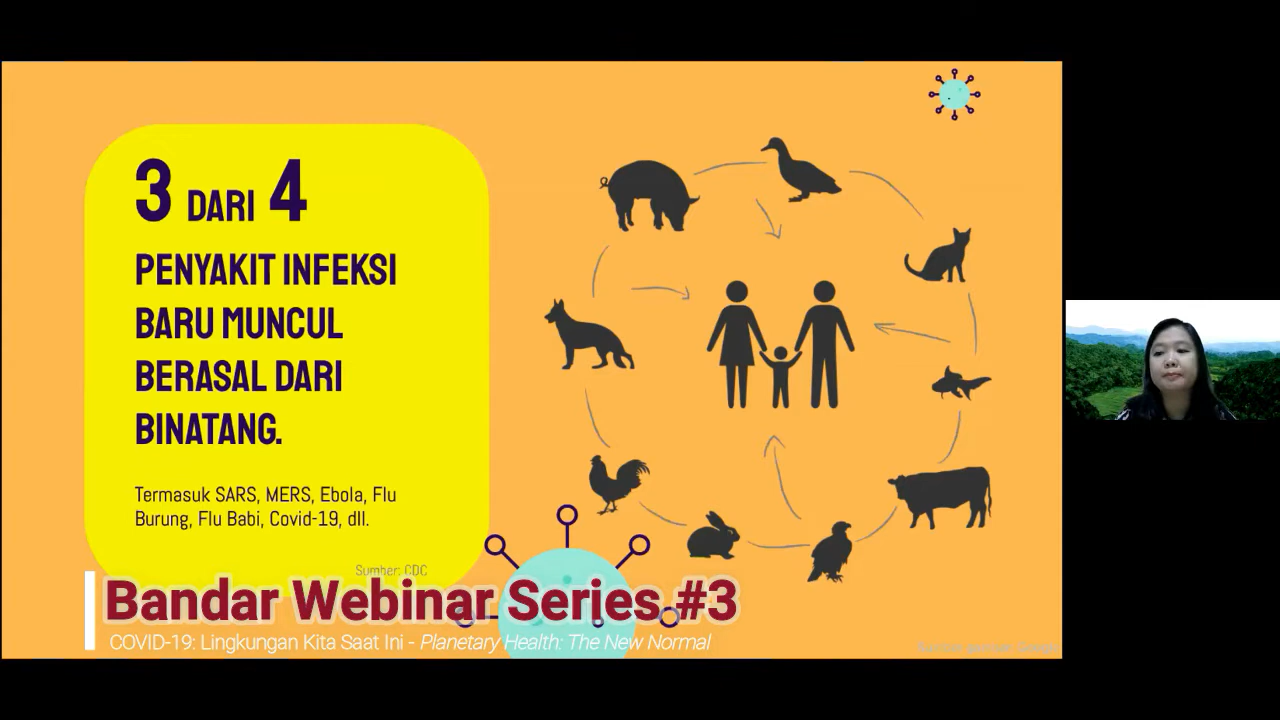 3 DARI 4
PENYAKIT INFEKSI
BARU MUNCUL
BERASAL DARI
BINATANG.
Termasuk SARS, MERS, Ebola, Flu
Burung, Flu Babi, Covid-19, dll.
Sumber: CDC
Bandar Webinar Series #3
COVID-19: Lingkungan Kita Saat Ini - Planetary Health: The New Normal